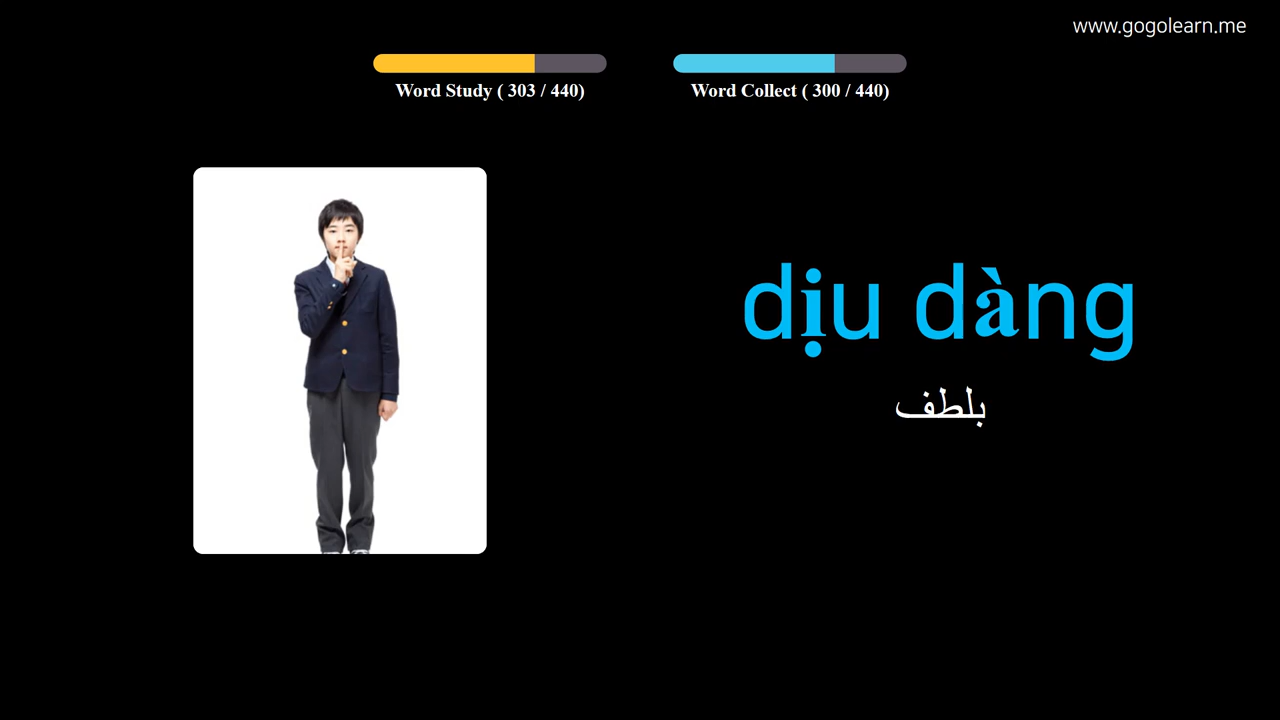 www.gogolearn.me
Word Study ( 303 / 440)
Word Collect ( 300 / 440)
dịu dàng
بلطف